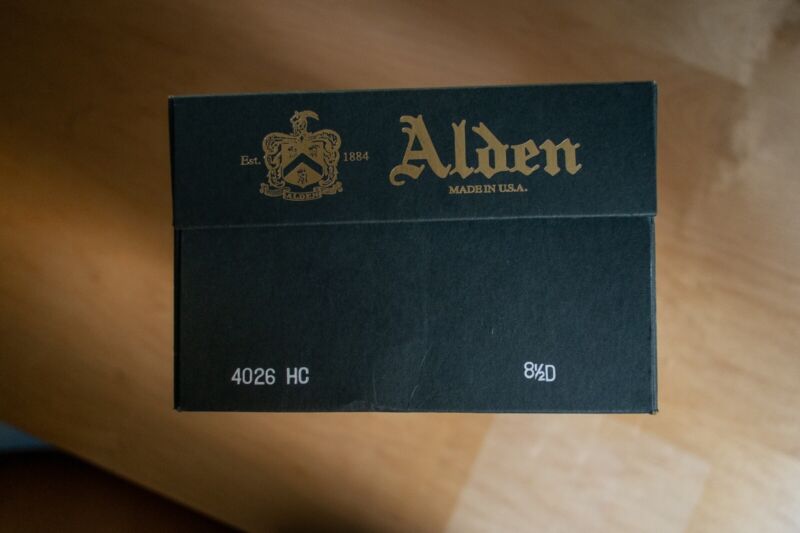 Est. 1884
ALDEN
Alden
MADE IN U.S.A.
4026 HC
8½D